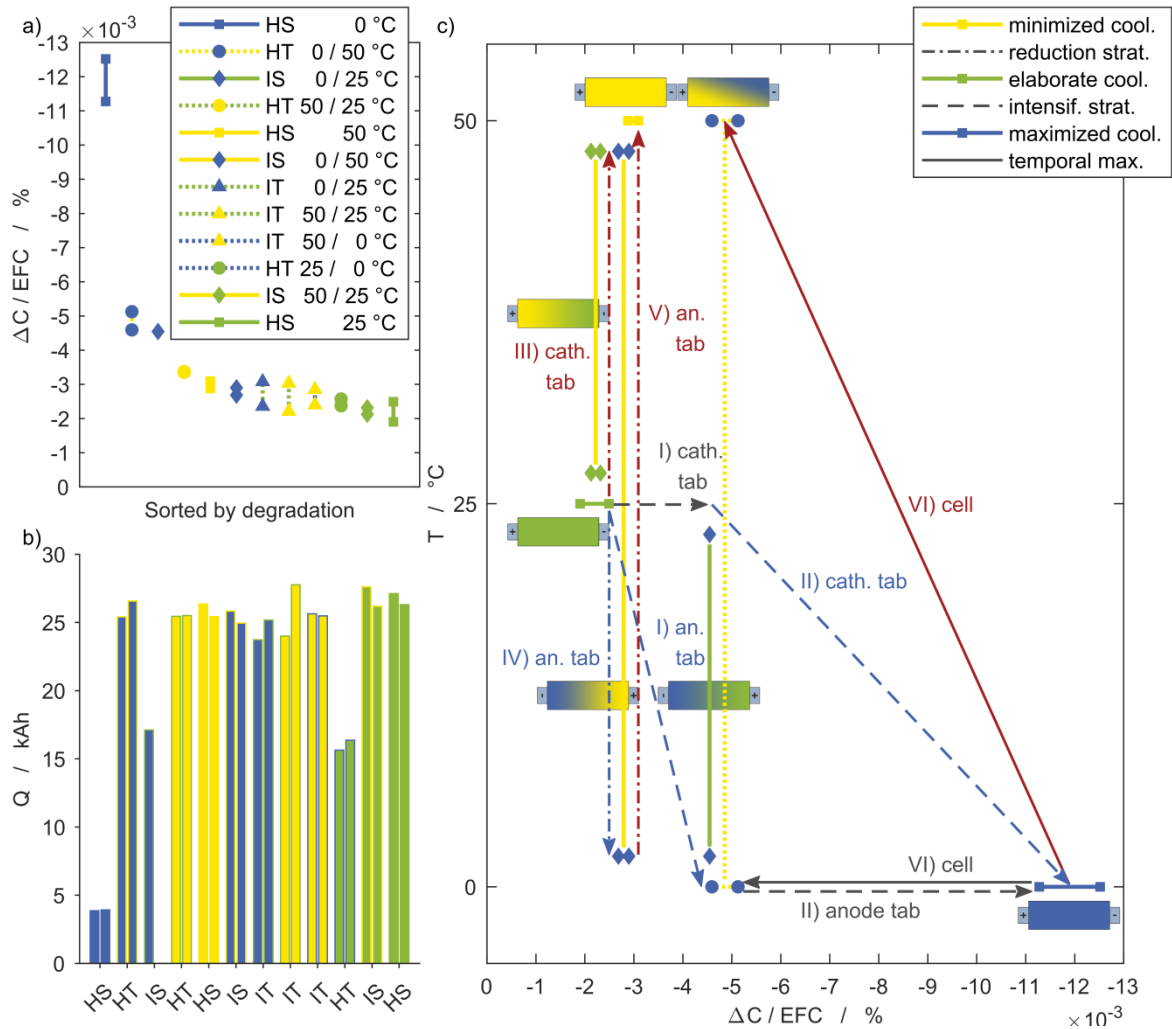 a)
× 10⁻³
-13
-12
-11
-10
-9
-8
-7
-6
-5
-4
-3
-2
-1
0
ΔC / EFC / %
Sorted by degradation
HS 0 °C
HT 0 / 50 °C
IS 0 / 25 °C
HT 50 / 25 °C
HS 50 °C
IS 0 / 50 °C
IT 0 / 25 °C
IT 50 / 25 °C
IT 50 / 0 °C
HT 25 / 0 °C
IS 50 / 25 °C
HS 25 °C
b)
30
25
20
15
10
5
0
Q / kAh
HS
HT
IS
HT
HS
IS
IT
IT
IT
HT
IS
HS
c)
minimized cool.
reduction strat.
elaborate cool.
intensif. strat.
maximized cool.
temporal max.
50
25
0
T / °C
+ - + -
+ -
III) cath.
tab
V) an.
tab
I) cath.
tab
+ -
VI) cell
II) cath. tab
IV) an. tab
I) an.
tab
- + - +
VI) cell
II) anode tab
+ -
0 -1 -2 -3 -4 -5 -6 -7 -8 -9 -10 -11 -12 -13
ΔC / EFC / %
× 10⁻³